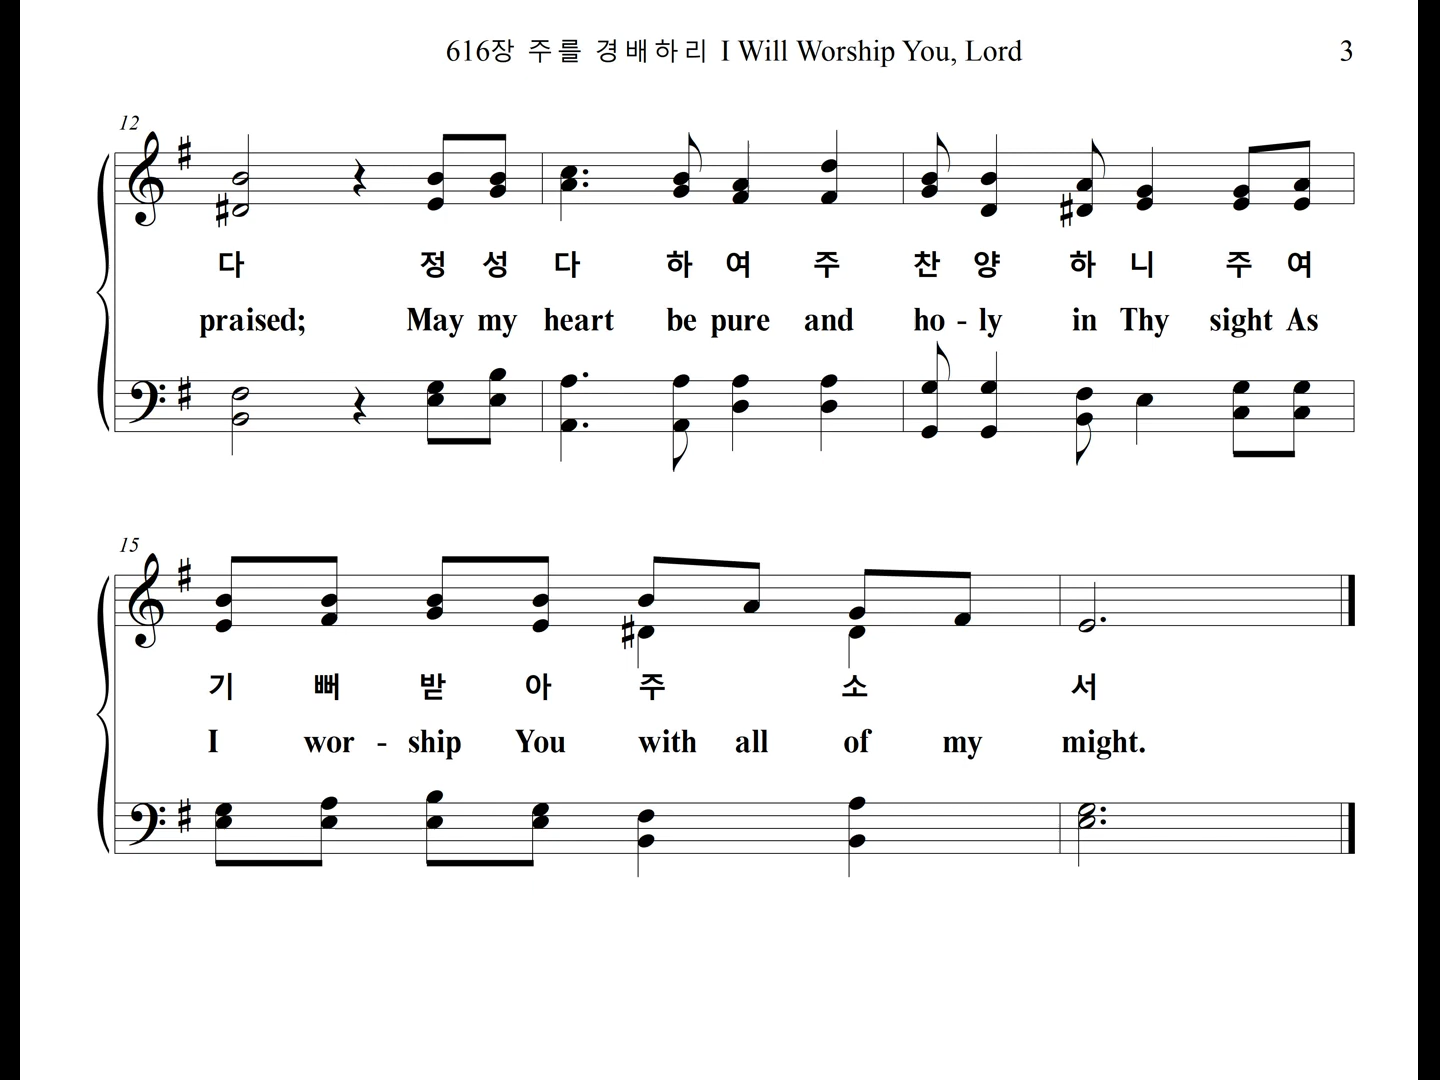 616장 주를 경배하리 I Will Worship You, Lord 3
12
다 정 성 다 하 여 주 찬 양 하 니 주 여
praised; May my heart be pure and ho - ly in Thy sight As
15
기 뻐 받 아 주 소 서
I wor - ship You with all of my might.